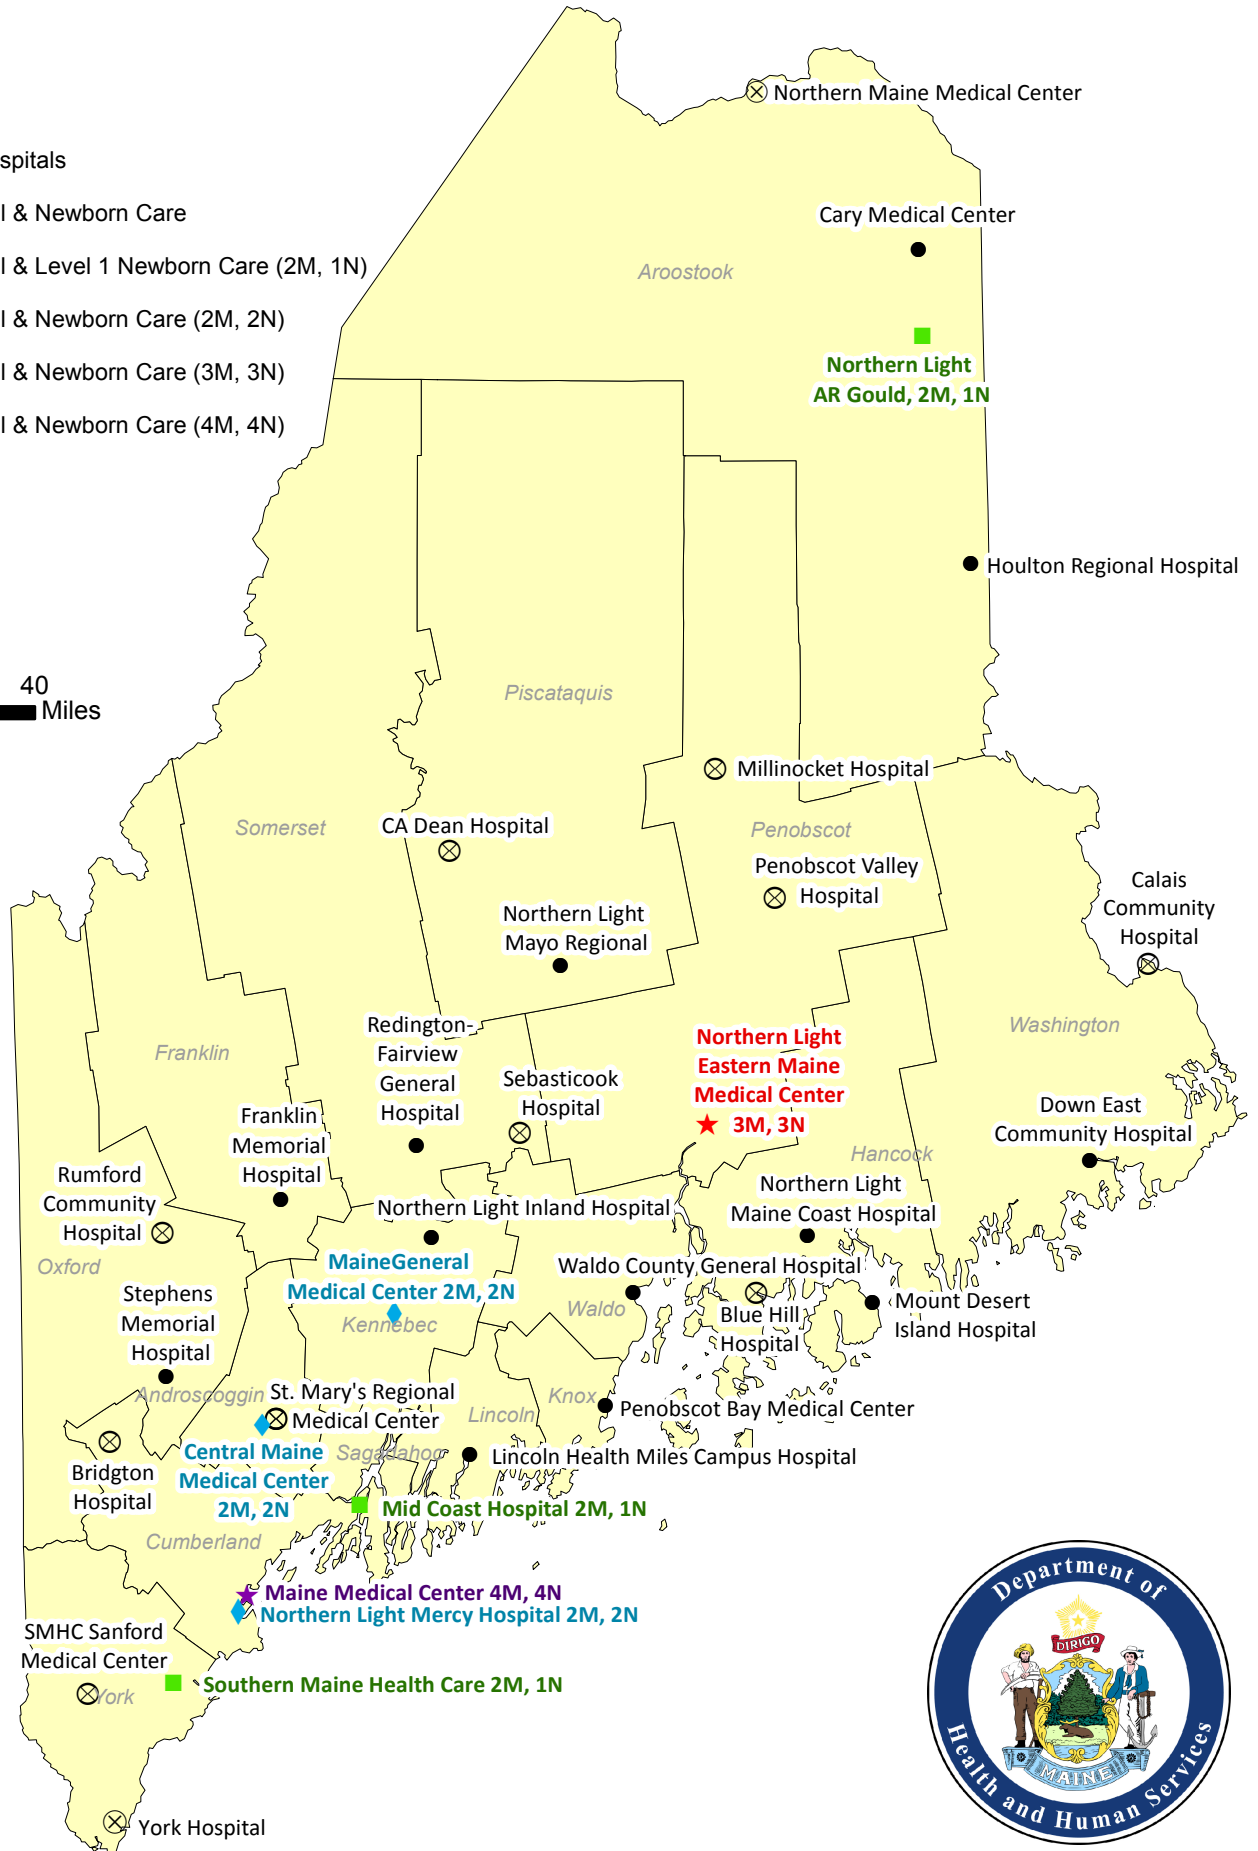 spitals
l & Newborn Care
l & Level 1 Newborn Care (2M, 1N)
l & Newborn Care (2M, 2N)
l & Newborn Care (3M, 3N)
l & Newborn Care (4M, 4N)
40
Miles
Northern Maine Medical Center
Cary Medical Center
Aroostook
Northern Light
AR Gould, 2M, 1N
Houlton Regional Hospital
Piscataquis
Millinocket Hospital
Somerset
CA Dean Hospital
Penobscot
Penobscot Valley
Hospital
Calais
Community
Hospital
Northern Light
Mayo Regional
Washington
Franklin
Redington-
Fairview
General
Hospital
Northern Light
Eastern Maine
Medical Center
3M, 3N
Sebasticook
Hospital
Down East
Community Hospital
Franklin
Memorial
Hospital
Hancock
Rumford
Community
Hospital
Northern Light
Maine Coast Hospital
Northern Light Inland Hospital
Oxford
MaineGeneral
Medical Center 2M, 2N
Kennebec
Waldo County General Hospital
Waldo
Blue Hill
Hospital
Mount Desert
Island Hospital
Stephens
Memorial
Hospital
Androscoggin
St. Mary's Regional
Medical Center
Lincoln
Knox
Penobscot Bay Medical Center
Central Maine
Medical Center
2M, 2N
Sagadahoc
Lincoln Health Miles Campus Hospital
Bridgton
Hospital
Mid Coast Hospital 2M, 1N
Cumberland
Maine Medical Center 4M, 4N
Northern Light Mercy Hospital 2M, 2N
SMHC Sanford
Medical Center
York
Southern Maine Health Care 2M, 1N
York Hospital
Department of
DIRIGO
MAINE
Health and Human Services